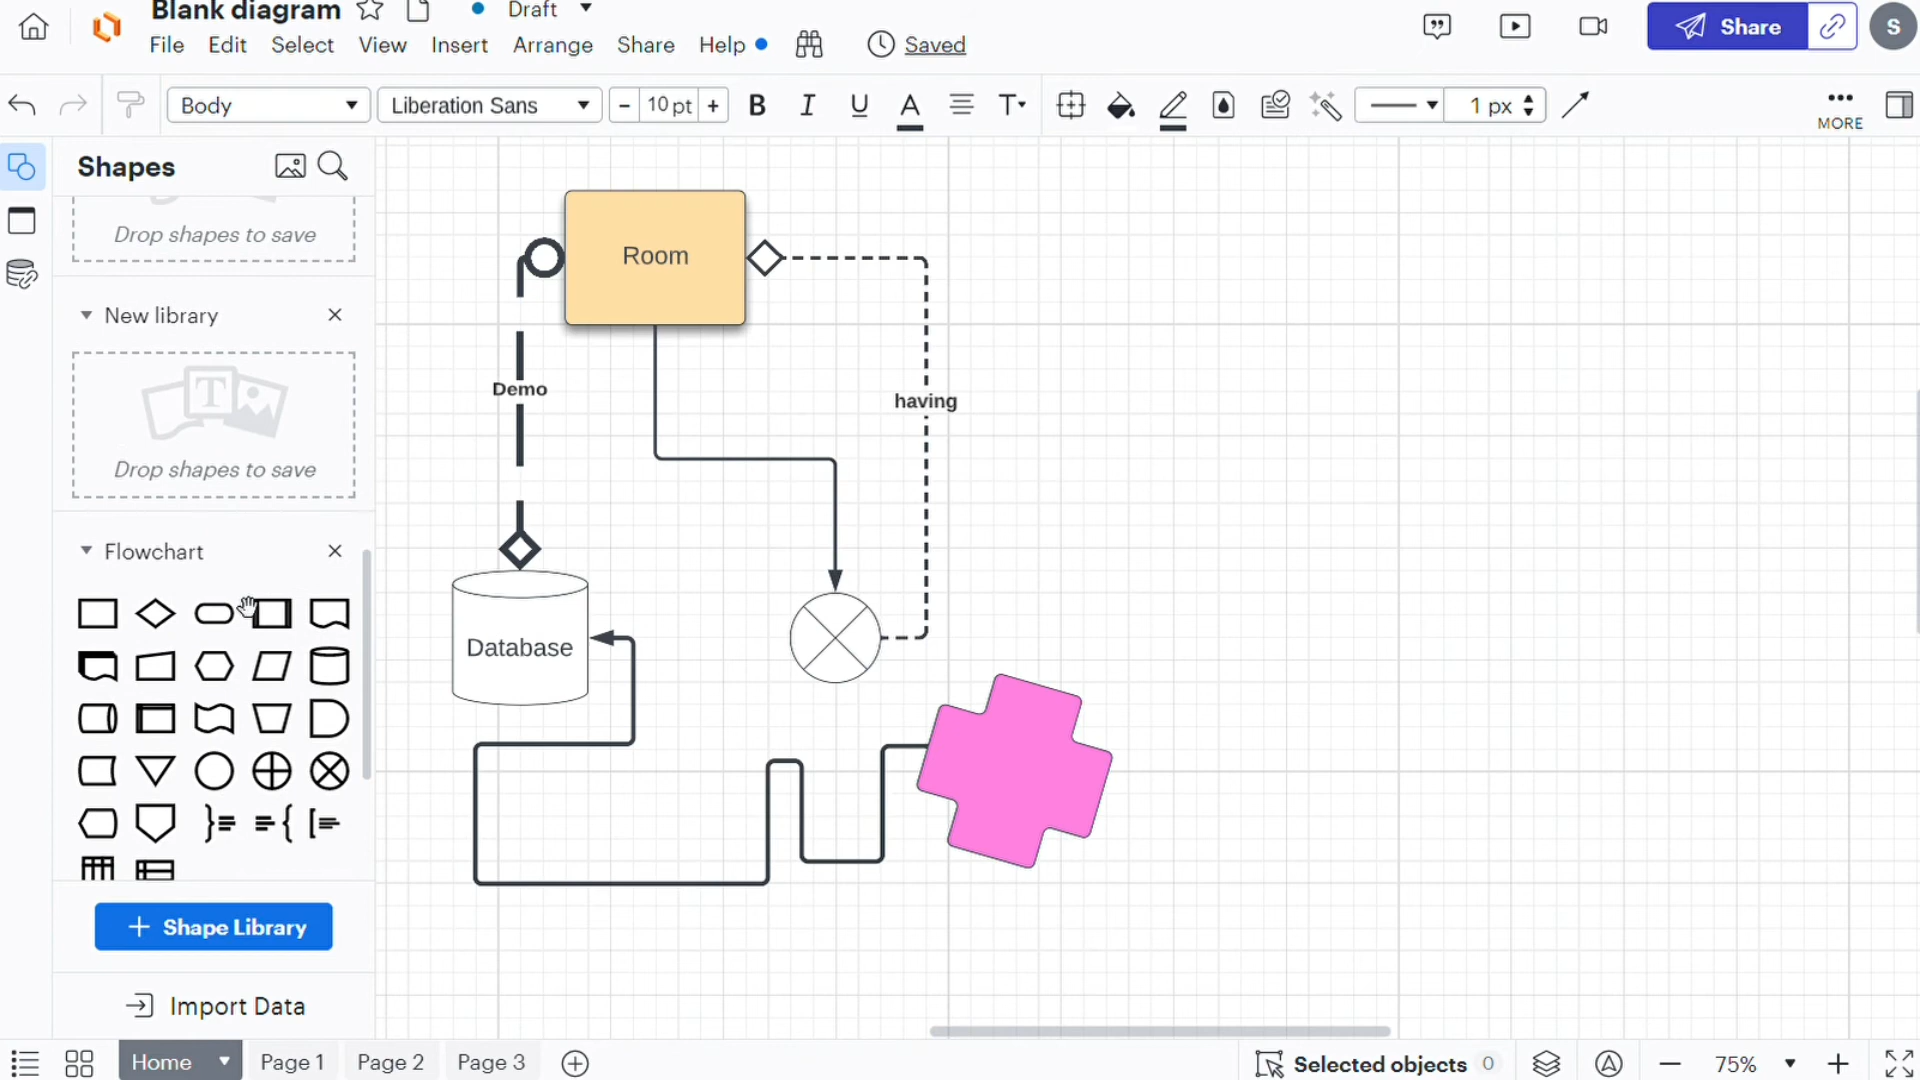 Blank diagram
Draft
File Edit Select View Insert Arrange Share Help
Saved
Share
S
Body
Liberation Sans
- 10 pt +
B I U A T
1 px
MORE
Shapes
Drop shapes to save
New library
T
Drop shapes to save
Flowchart
+ Shape Library
Import Data
Room
Demo
having
Database
Home
Page 1
Page 2
Page 3
Selected objects 0
75%